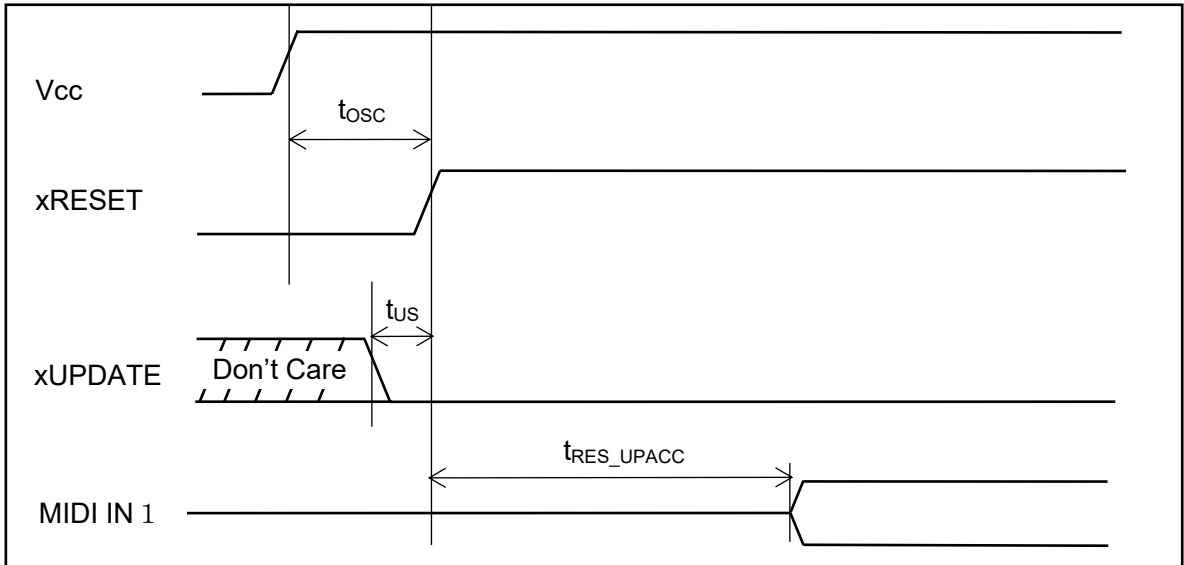 Vcc
tOSC
xRESET
tUS
xUPDATE
Don’t Care
tRES_UPACC
MIDI IN 1